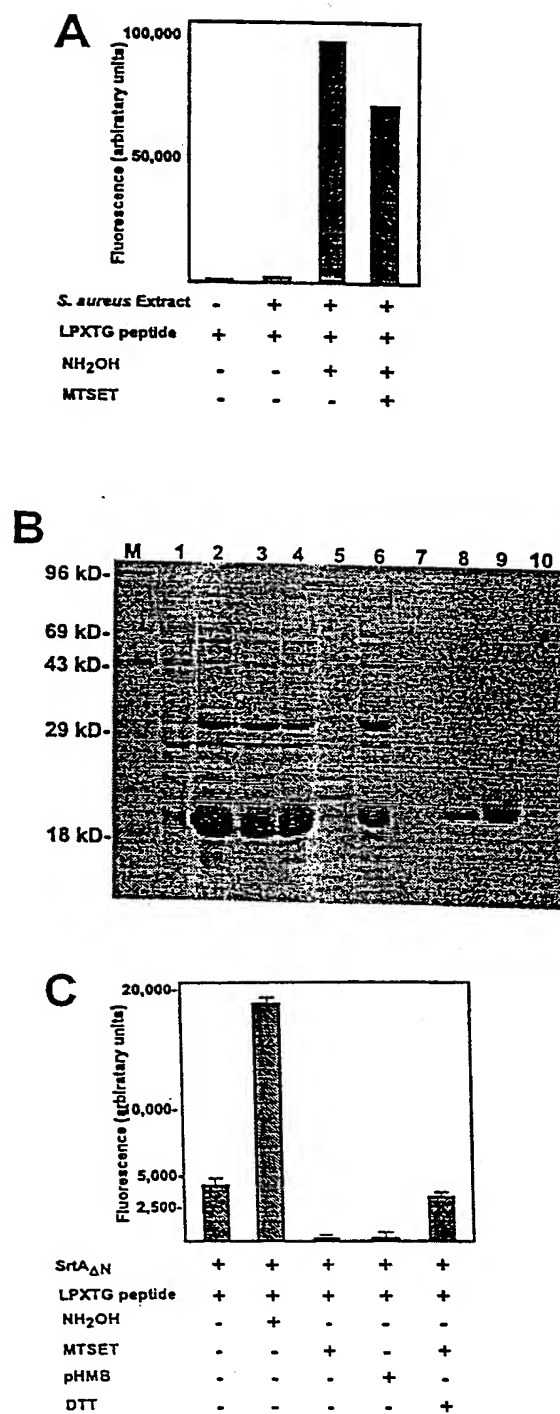 A
100,000
50,000
Fluorescence (arbiratary units)
S. aureus Extract - + + +
LPXTG peptide + + + +
NH2OH - - + +
MTSET - - - +
B
M 1 2 3 4 5 6 7 8 9 10
96 kD-
69 kD-
43 kD-
29 kD-
18 kD-
C
20,000-
10,000-
5,000-
2,500-
Fluorescence (arbiratary units)
SrtAΔN + + + + +
LPXTG peptide + + + + +
NH2OH - + - - -
MTSET - - + - +
pHMB - - - + -
DTT - - - - +